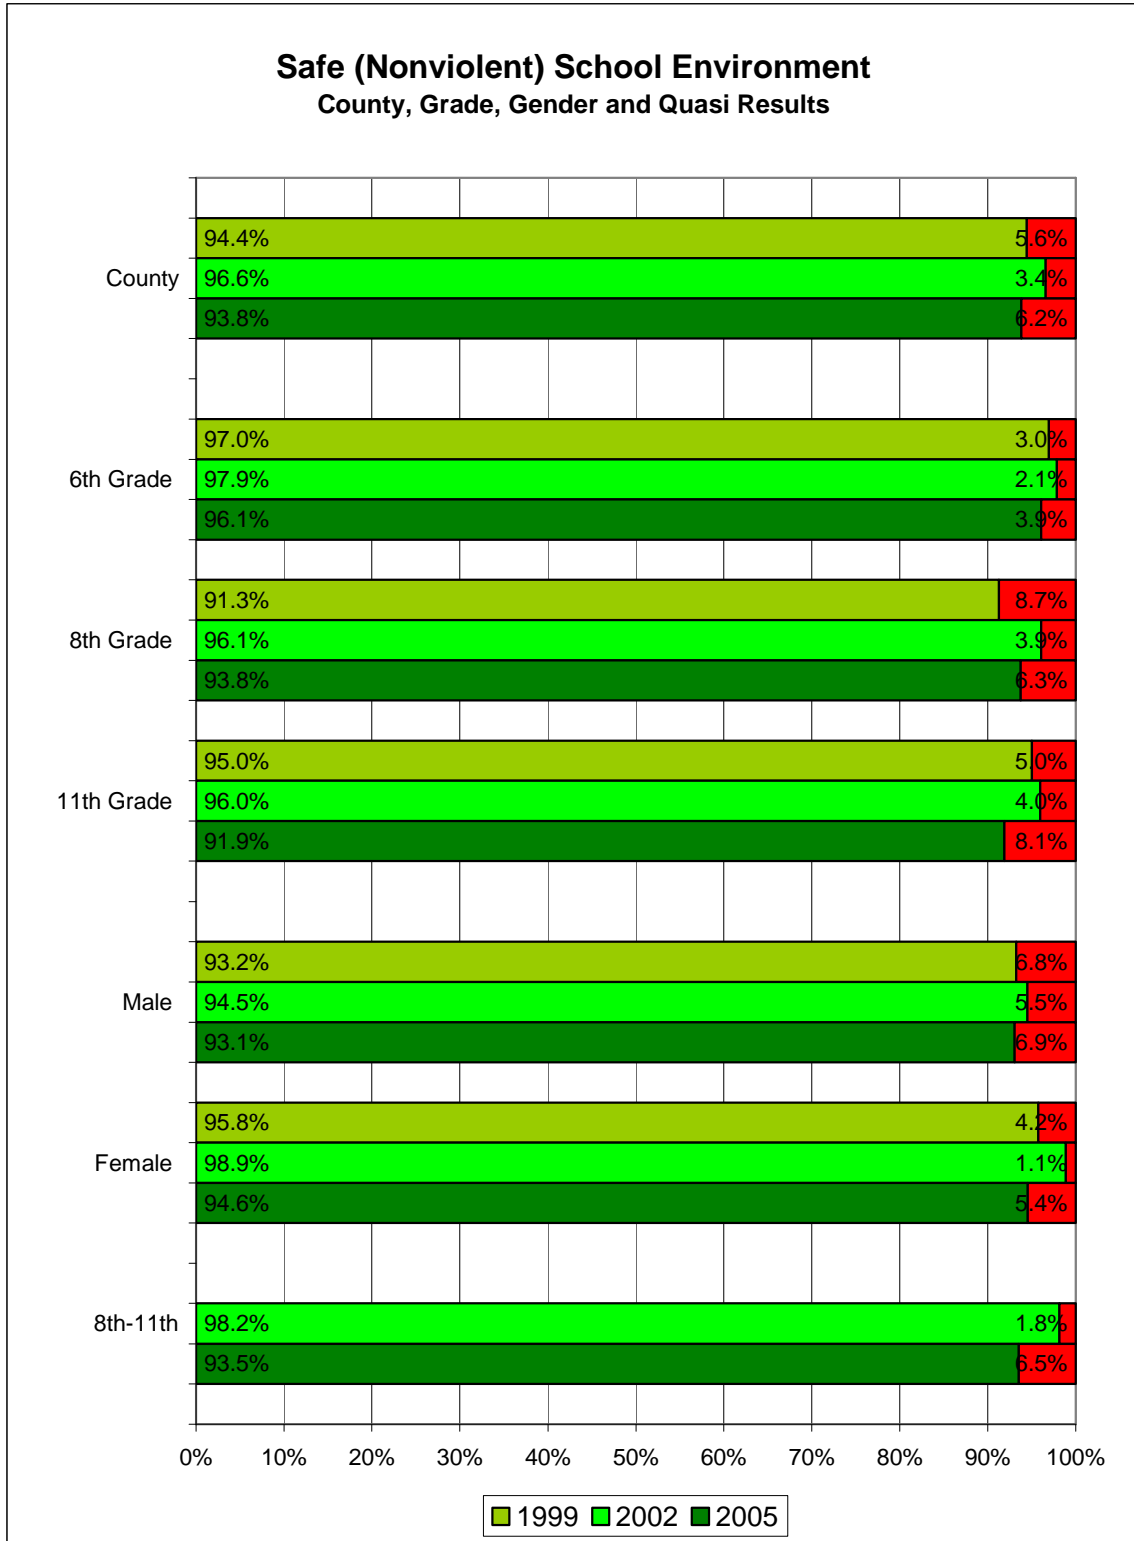 Safe (Nonviolent) School Environment
County, Grade, Gender and Quasi Results
94.4% 5.6%
County 96.6% 3.4%
93.8% 6.2%
97.0% 3.0%
6th Grade 97.9% 2.1%
96.1% 3.9%
91.3% 8.7%
8th Grade 96.1% 3.9%
93.8% 6.3%
95.0% 5.0%
11th Grade 96.0% 4.0%
91.9% 8.1%
93.2% 6.8%
Male 94.5% 5.5%
93.1% 6.9%
95.8% 4.2%
Female 98.9% 1.1%
94.6% 5.4%
8th-11th 98.2% 1.8%
93.5% 6.5%
0% 10% 20% 30% 40% 50% 60% 70% 80% 90% 100%
1999 2002 2005